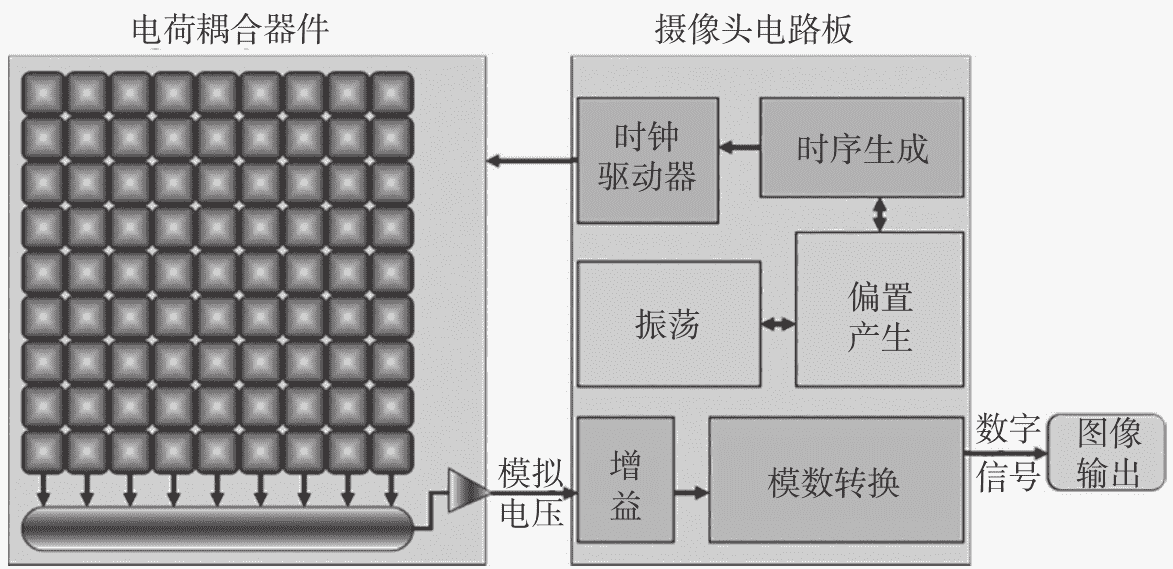 电荷耦合器件
摄像头电路板
时钟
驱动器
时序生成
振荡
偏置
产生
模拟
电压
增
益
模数转换
数字
信号
图像
输出